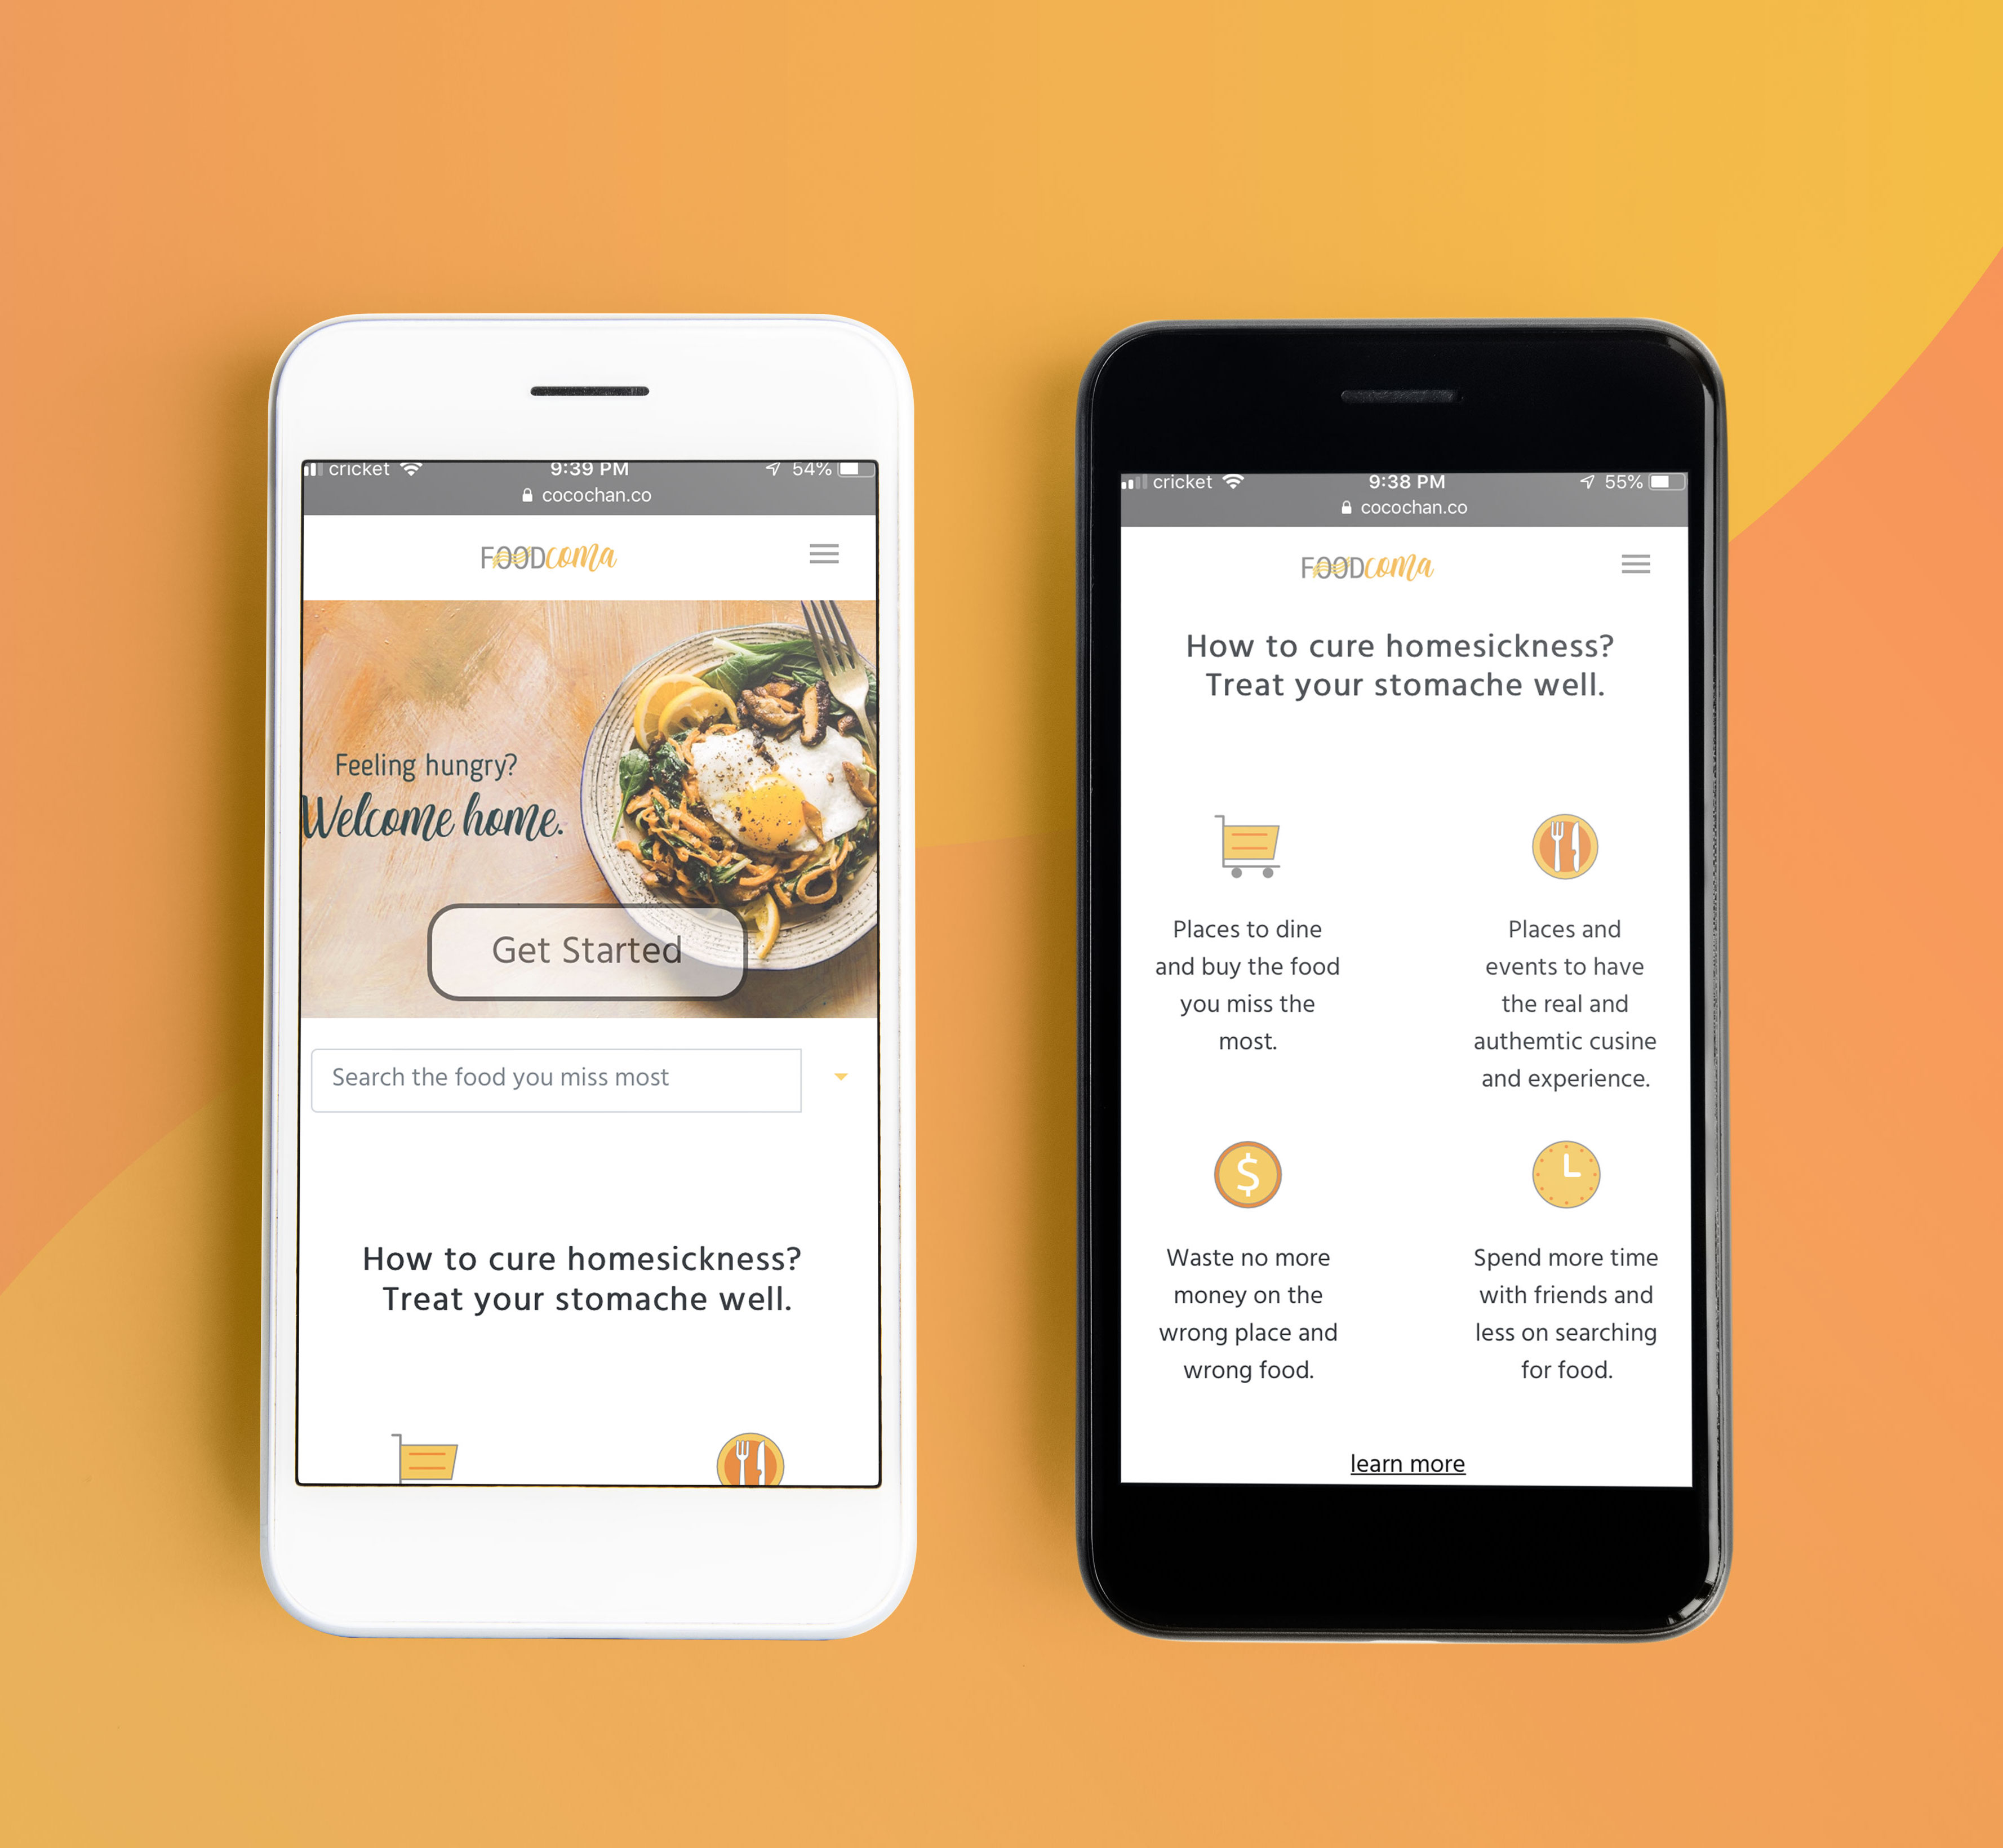 cricket 9:39 PM 54%
cocochan.co
FOODcoma
Feeling hungry?
Welcome home.
Get Started
Search the food you miss most
How to cure homesickness?
Treat your stomache well.
cricket 9:38 PM 55%
cocochan.co
FOODcoma
How to cure homesickness?
Treat your stomache well.
Places to dine
and buy the food
you miss the
most.
Places and
events to have
the real and
authemtic cusine
and experience.
$
Waste no more
money on the
wrong place and
wrong food.
Spend more time
with friends and
less on searching
for food.
learn more